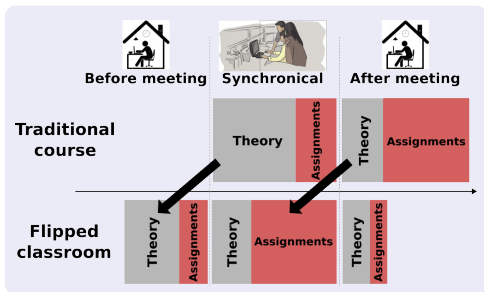 Before meeting
Synchronical
After meeting
Traditional
course
Theory
Assignments
Theory
Assignments
Flipped
classroom
Theory
Assignments
Theory
Assignments
Theory
Assignments